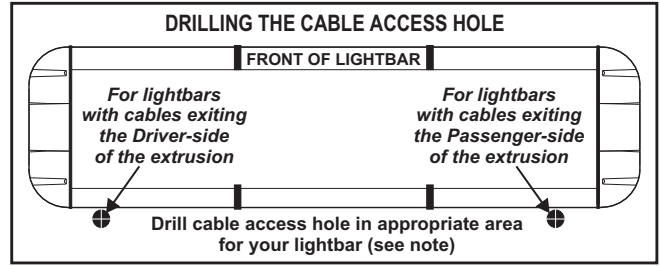 DRILLING THE CABLE ACCESS HOLE
FRONT OF LIGHTBAR
For lightbars
with cables exiting
the Driver-side
of the extrusion
For lightbars
with cables exiting
the Passenger-side
of the extrusion
Drill cable access hole in appropriate area
for your lightbar (see note)